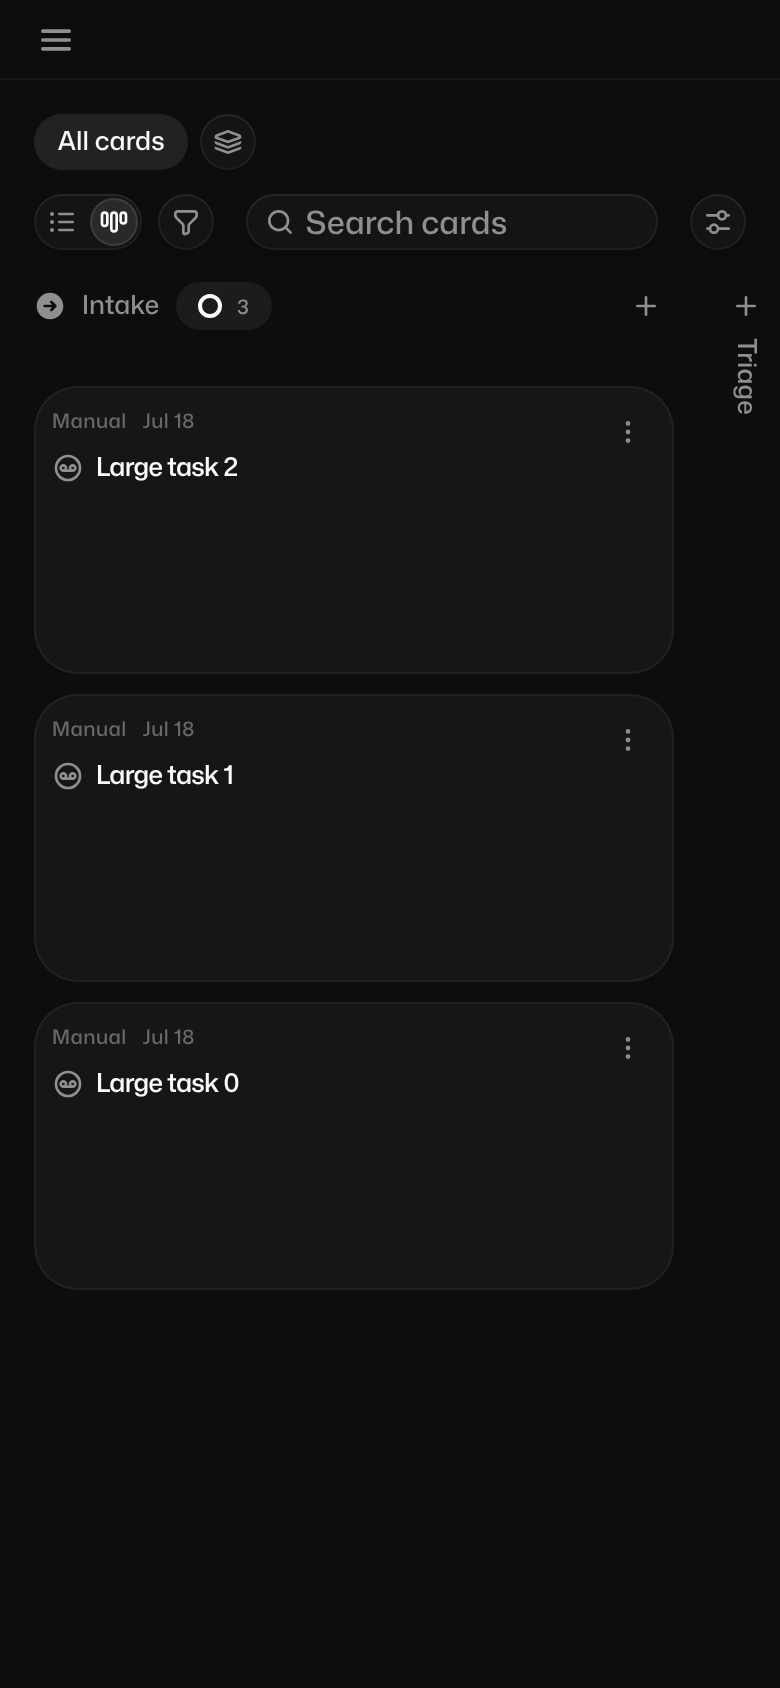 All cards
Search cards
Intake 3
Triage
Manual Jul 18
Large task 2
Manual Jul 18
Large task 1
Manual Jul 18
Large task 0